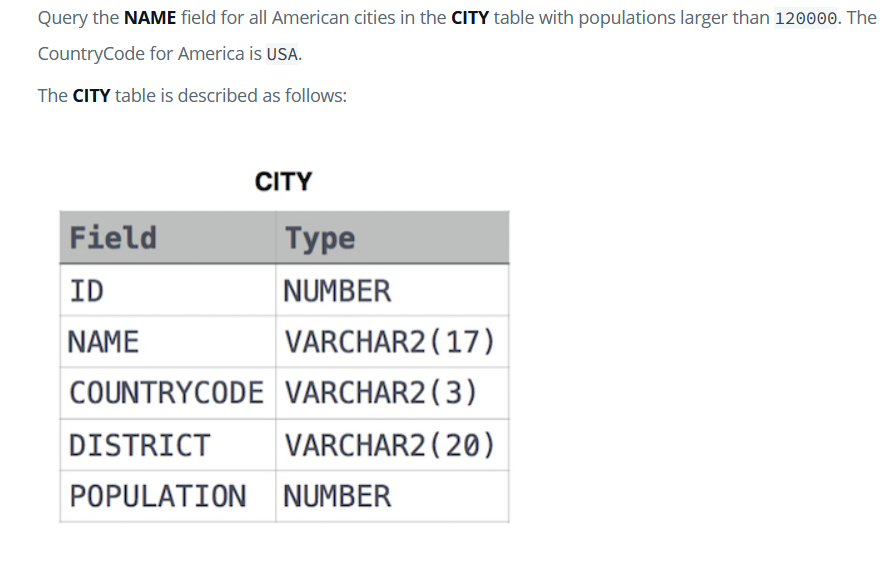 Query the NAME field for all American cities in the CITY table with populations larger than 120000. The
CountryCode for America is USA.
The CITY table is described as follows:
CITY
Field Type
ID NUMBER
NAME VARCHAR2(17)
COUNTRYCODE VARCHAR2(3)
DISTRICT VARCHAR2(20)
POPULATION NUMBER